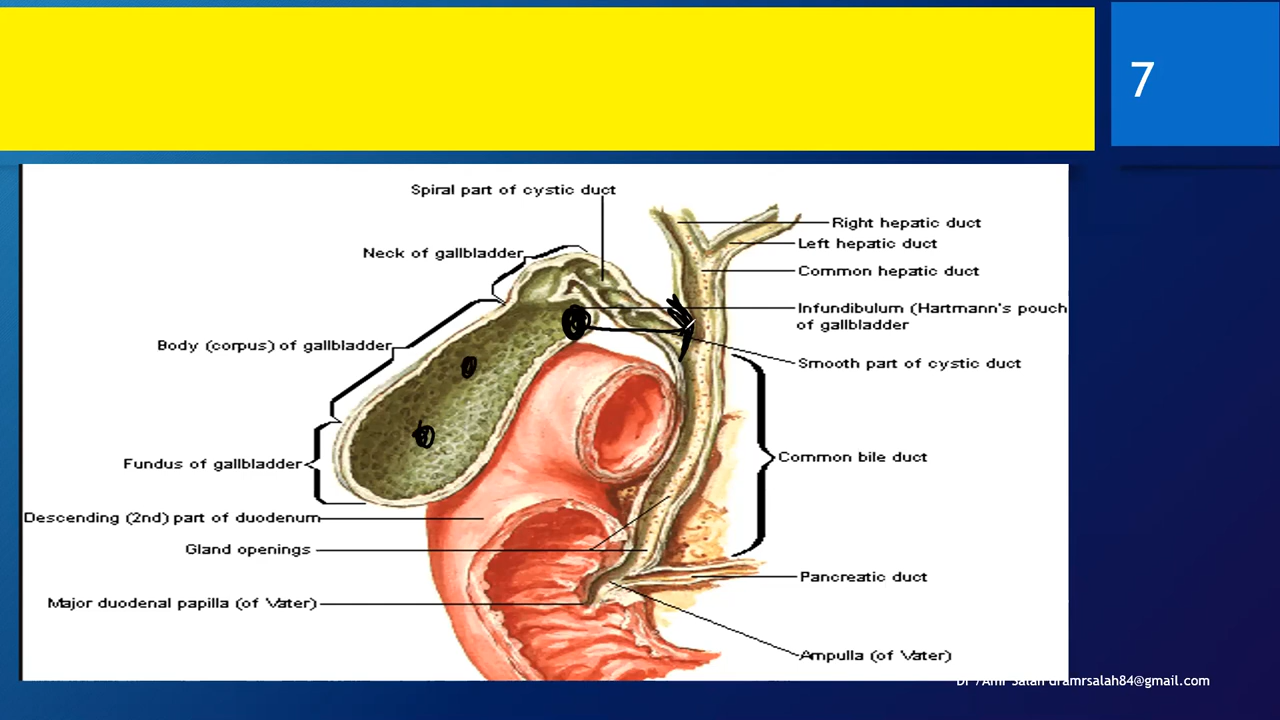 7
Spiral part of cystic duct
Right hepatic duct
Left hepatic duct
Neck of gallbladder
Common hepatic duct
Infundibulum (Hartmann's pouch
of gallbladder
Body (corpus) of gallbladder
Smooth part of cystic duct
Common bile duct
Fundus of gallbladder
Descending (2nd) part of duodenum
Gland openings
Pancreatic duct
Major duodenal papilla (of Vater)
Ampulla (of Vater)
Dr /Amr Salah dramrsalah84@gmail.com